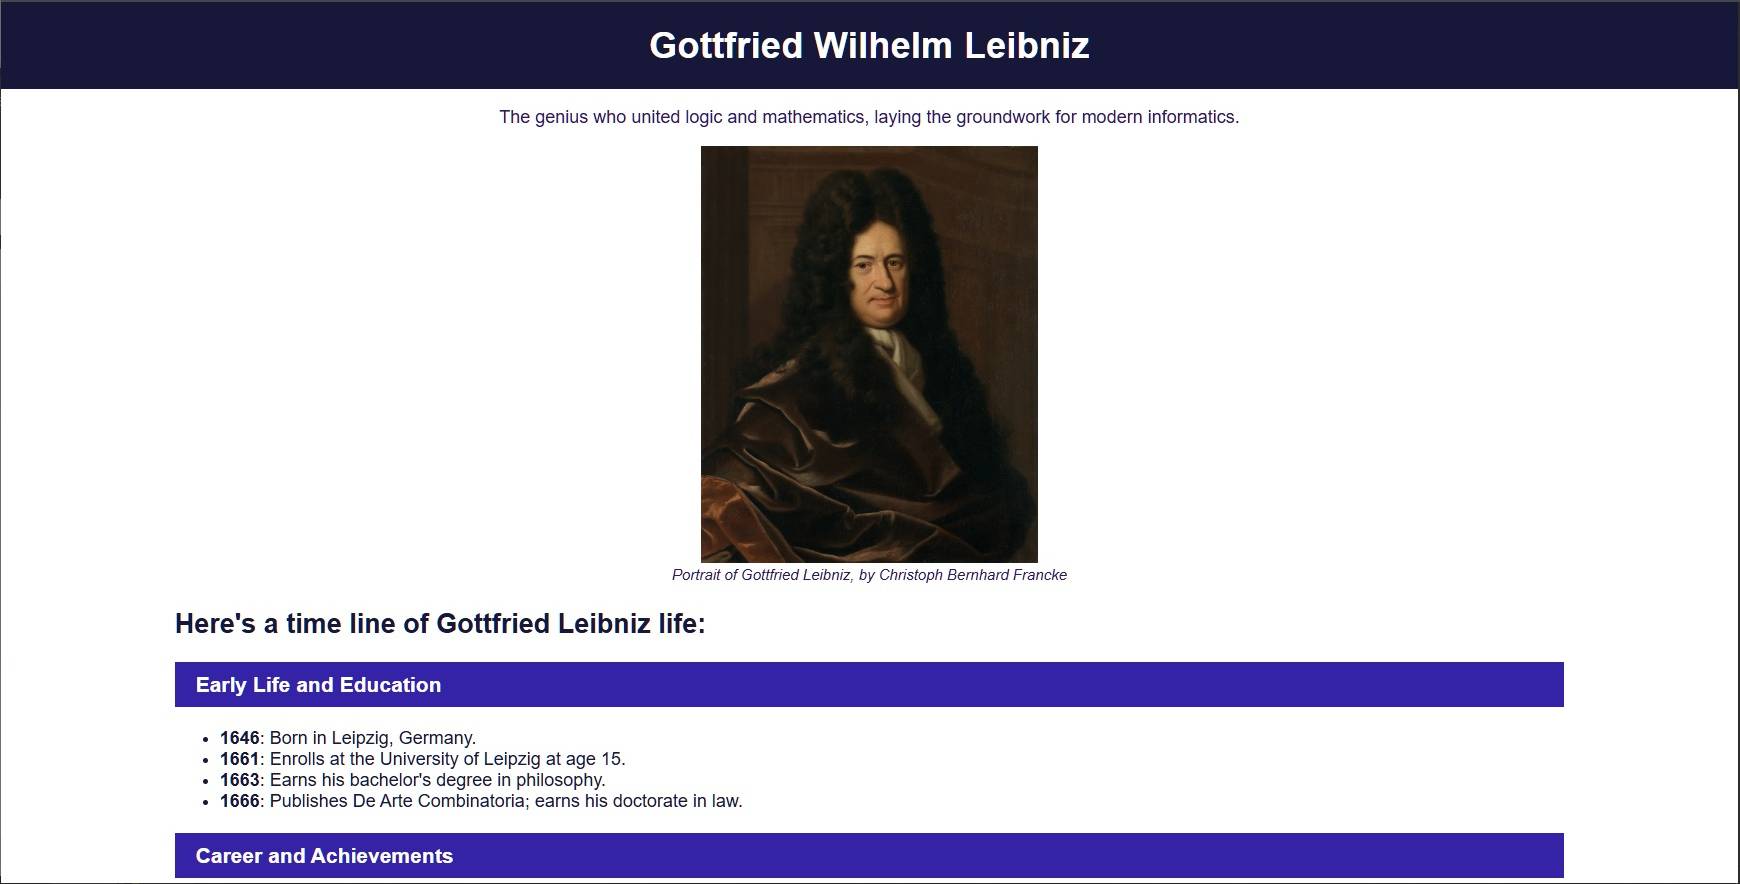 Gottfried Wilhelm Leibniz
The genius who united logic and mathematics, laying the groundwork for modern informatics.
Portrait of Gottfried Leibniz, by Christoph Bernhard Francke
Here's a time line of Gottfried Leibniz life:
Early Life and Education
• 1646: Born in Leipzig, Germany.
• 1661: Enrolls at the University of Leipzig at age 15.
• 1663: Earns his bachelor's degree in philosophy.
• 1666: Publishes De Arte Combinatoria; earns his doctorate in law.
Career and Achievements